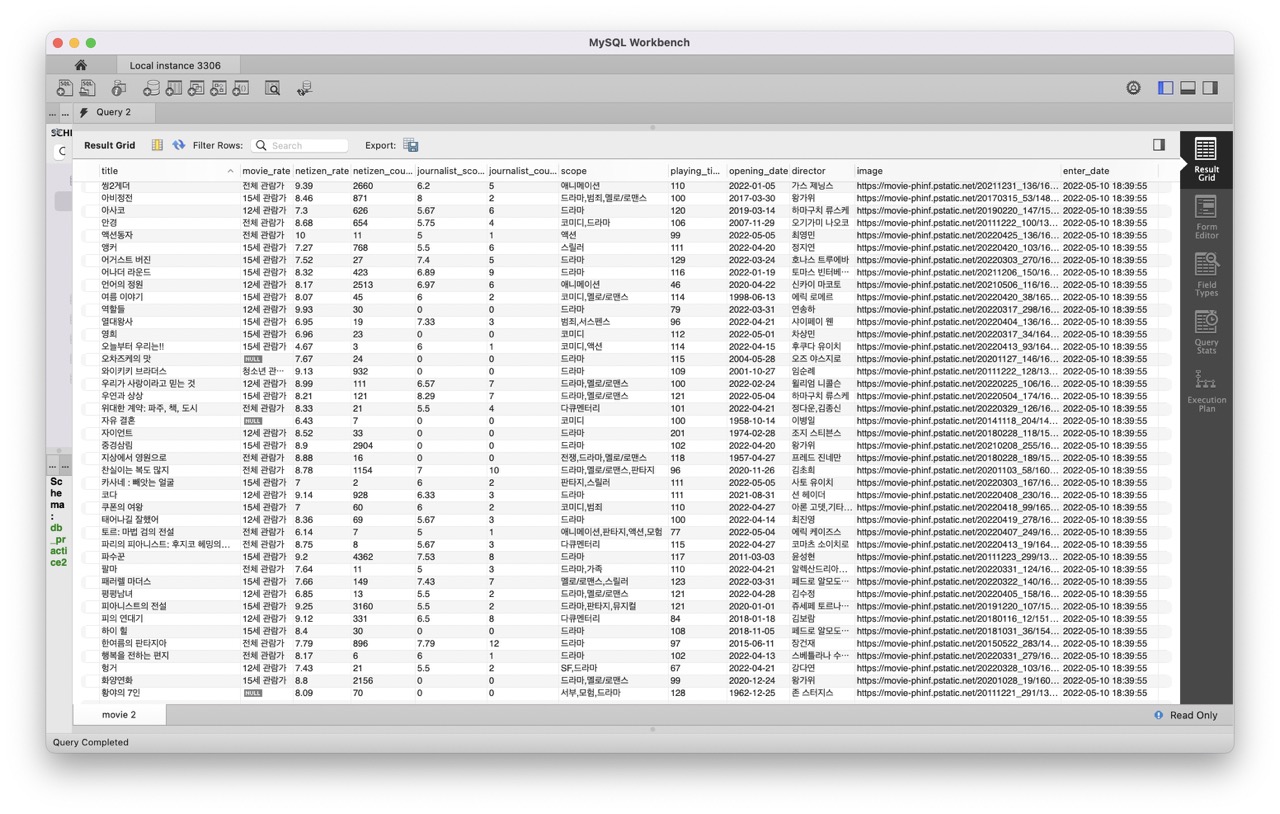 MySQL Workbench
Local instance 3306
Query 2
SCHE
Result Grid Filter Rows: Search Export:
title movie_rate netizen_rate netizen_cou... journalist_sco... journalist_cou... scope playing_ti... opening_date director image enter_date
씽2게더 전체 관람가 9.39 2660 6.2 5 애니메이션 110 2022-01-05 가스 제닝스 https://movie-phinf.pstatic.net/20211231_136/16... 2022-05-10 18:39:55
아비정전 15세 관람가 8.46 871 8 2 드라마,범죄,멜로/로맨스 100 2017-03-30 왕가위 https://movie-phinf.pstatic.net/20170315_53/148... 2022-05-10 18:39:55
아사코 12세 관람가 7.3 626 5.67 6 드라마 120 2019-03-14 하마구치 류스케 https://movie-phinf.pstatic.net/20190220_147/15... 2022-05-10 18:39:55
안경 전체 관람가 8.68 654 5.75 4 코미디,드라마 106 2007-11-29 오기가미 나오코 https://movie-phinf.pstatic.net/20111222_100/13... 2022-05-10 18:39:55
액션동자 전체 관람가 10 11 5 1 액션 99 2022-05-05 최영민 https://movie-phinf.pstatic.net/20220425_136/16... 2022-05-10 18:39:55
앵커 15세 관람가 7.27 768 5.5 6 스릴러 111 2022-04-20 정지연 https://movie-phinf.pstatic.net/20220420_103/16... 2022-05-10 18:39:55
어거스트 버진 15세 관람가 7.52 27 7.4 5 드라마 129 2022-03-24 호나스 트루에바 https://movie-phinf.pstatic.net/20220303_270/16... 2022-05-10 18:39:55
어나더 라운드 15세 관람가 8.32 423 6.89 9 드라마 116 2022-01-19 토마스 빈터베... https://movie-phinf.pstatic.net/20211206_150/16... 2022-05-10 18:39:55
언어의 정원 12세 관람가 8.17 2513 6.97 6 애니메이션 46 2020-04-22 신카이 마코토 https://movie-phinf.pstatic.net/20210506_116/16... 2022-05-10 18:39:55
여름 이야기 15세 관람가 8.07 45 6 2 코미디,멜로/로맨스 114 1998-06-13 에릭 로메르 https://movie-phinf.pstatic.net/20220420_38/165... 2022-05-10 18:39:55
역할들 12세 관람가 9.93 30 0 0 드라마 79 2022-03-31 연송하 https://movie-phinf.pstatic.net/20220317_298/16... 2022-05-10 18:39:55
열대왕사 15세 관람가 6.95 19 7.33 3 범죄,서스펜스 96 2022-04-21 사이페이 웬 https://movie-phinf.pstatic.net/20220404_136/16... 2022-05-10 18:39:55
영희 15세 관람가 6.96 23 0 0 코미디 112 2022-05-01 차상민 https://movie-phinf.pstatic.net/20220317_34/164... 2022-05-10 18:39:55
오늘부터 우리는!! 15세 관람가 4.67 3 6 1 코미디,액션 114 2022-04-15 후쿠다 유이치 https://movie-phinf.pstatic.net/20220413_93/164... 2022-05-10 18:39:55
오차즈케의 맛 NULL 7.67 24 0 0 드라마 115 2004-05-28 오즈 야스지로 https://movie-phinf.pstatic.net/20201127_146/16... 2022-05-10 18:39:55
와이키키 브라더스 청소년 관... 9.13 932 0 0 드라마 109 2001-10-27 임순례 https://movie-phinf.pstatic.net/20111222_128/13... 2022-05-10 18:39:55
우리가 사랑이라고 믿는 것 12세 관람가 8.99 111 6.57 7 드라마,멜로/로맨스 100 2022-02-24 윌리엄 니콜슨 https://movie-phinf.pstatic.net/20220225_106/16... 2022-05-10 18:39:55
우연과 상상 15세 관람가 8.21 121 8.29 7 드라마,멜로/로맨스 121 2022-05-04 하마구치 류스케 https://movie-phinf.pstatic.net/20220504_174/16... 2022-05-10 18:39:55
위대한 계약: 파주, 책, 도시 전체 관람가 8.33 21 5.5 4 다큐멘터리 101 2022-04-21 정다운,김종신 https://movie-phinf.pstatic.net/20220329_126/16... 2022-05-10 18:39:55
자유 결혼 NULL 6.43 7 0 0 코미디 100 1958-10-14 이병일 https://movie-phinf.pstatic.net/20141118_204/14... 2022-05-10 18:39:55
자이언트 12세 관람가 8.52 33 0 0 드라마 201 1974-02-28 조지 스티븐스 https://movie-phinf.pstatic.net/20180228_118/15... 2022-05-10 18:39:55
중경삼림 15세 관람가 8.9 2904 0 0 드라마 102 2022-04-20 왕가위 https://movie-phinf.pstatic.net/20210208_255/16... 2022-05-10 18:39:55
지상에서 영원으로 전체 관람가 8.88 16 0 0 전쟁,드라마,멜로/로맨스 118 1957-04-27 프레드 진네만 https://movie-phinf.pstatic.net/20180228_189/15... 2022-05-10 18:39:55
찬실이는 복도 많지 전체 관람가 8.78 1154 7 10 드라마,멜로/로맨스,판타지 96 2020-11-26 김초희 https://movie-phinf.pstatic.net/20201103_58/160... 2022-05-10 18:39:55
카사네 : 빼앗는 얼굴 15세 관람가 7 2 6 2 판타지,스릴러 111 2022-05-05 사토 유이치 https://movie-phinf.pstatic.net/20220303_167/16... 2022-05-10 18:39:55
코다 12세 관람가 9.14 928 6.33 3 드라마 111 2021-08-31 션 헤이더 https://movie-phinf.pstatic.net/20220408_230/16... 2022-05-10 18:39:55
쿠폰의 여왕 15세 관람가 7 60 6 2 코미디,범죄 110 2022-04-27 아론 고뎃,기타... https://movie-phinf.pstatic.net/20220418_99/165... 2022-05-10 18:39:55
태어나길 잘했어 12세 관람가 8.36 69 5.67 3 드라마 100 2022-04-14 최진영 https://movie-phinf.pstatic.net/20220419_278/16... 2022-05-10 18:39:55
토르: 마법 검의 전설 전체 관람가 6.14 7 5 1 애니메이션,판타지,액션,모험 77 2022-05-04 에릭 케이즈스 https://movie-phinf.pstatic.net/20220407_249/16... 2022-05-10 18:39:55
파리의 피아니스트: 후지코 헤밍의... 전체 관람가 8.75 8 5.67 3 다큐멘터리 115 2022-04-27 코마츠 소이치로 https://movie-phinf.pstatic.net/20220413_19/164... 2022-05-10 18:39:55
파수꾼 15세 관람가 9.2 4362 7.53 8 드라마 117 2011-03-03 윤성현 https://movie-phinf.pstatic.net/20111223_299/13... 2022-05-10 18:39:55
팔마 전체 관람가 7.64 11 5 3 드라마,가족 110 2022-04-21 알렉산드리아... https://movie-phinf.pstatic.net/20220331_124/16... 2022-05-10 18:39:55
패러렐 마더스 15세 관람가 7.66 149 7.43 7 멜로/로맨스,스릴러 123 2022-03-31 페드로 알모도... https://movie-phinf.pstatic.net/20220322_140/16... 2022-05-10 18:39:55
평평남녀 12세 관람가 6.85 13 5.5 2 드라마,멜로/로맨스 121 2022-04-28 김수정 https://movie-phinf.pstatic.net/20220405_158/16... 2022-05-10 18:39:55
피아니스트의 전설 15세 관람가 9.25 3160 5.5 2 드라마,판타지,뮤지컬 121 2020-01-01 쥬세페 토르나... https://movie-phinf.pstatic.net/20191220_107/15... 2022-05-10 18:39:55
피의 연대기 12세 관람가 9.12 331 6.5 8 다큐멘터리 84 2018-01-18 김보람 https://movie-phinf.pstatic.net/20180116_12/151... 2022-05-10 18:39:55
하이 힐 15세 관람가 8.4 30 0 0 드라마 108 2018-11-05 페드로 알모도... https://movie-phinf.pstatic.net/20181031_36/154... 2022-05-10 18:39:55
한여름의 판타지아 전체 관람가 7.79 896 7.79 12 드라마 97 2015-06-11 장건재 https://movie-phinf.pstatic.net/20150522_283/14... 2022-05-10 18:39:55
행복을 전하는 편지 전체 관람가 8.17 6 6 1 드라마 102 2022-04-13 스베틀라나 수... https://movie-phinf.pstatic.net/20220331_279/16... 2022-05-10 18:39:55
헝거 12세 관람가 7.43 21 5.5 2 SF,드라마 67 2022-04-21 강다연 https://movie-phinf.pstatic.net/20220328_103/16... 2022-05-10 18:39:55
화양연화 15세 관람가 8.8 2156 0 0 드라마,멜로/로맨스 99 2020-12-24 왕가위 https://movie-phinf.pstatic.net/20201028_19/160... 2022-05-10 18:39:55
황야의 7인 NULL 8.09 70 0 0 서부,모험,드라마 128 1962-12-25 존 스터지스 https://movie-phinf.pstatic.net/20111221_291/13... 2022-05-10 18:39:55
Result
Grid
Form
Editor
Field
Types
Query
Stats
Execution
Plan
Sc
he
ma
:
db
_pr
acti
ce2
movie 2
Read Only
Query Completed